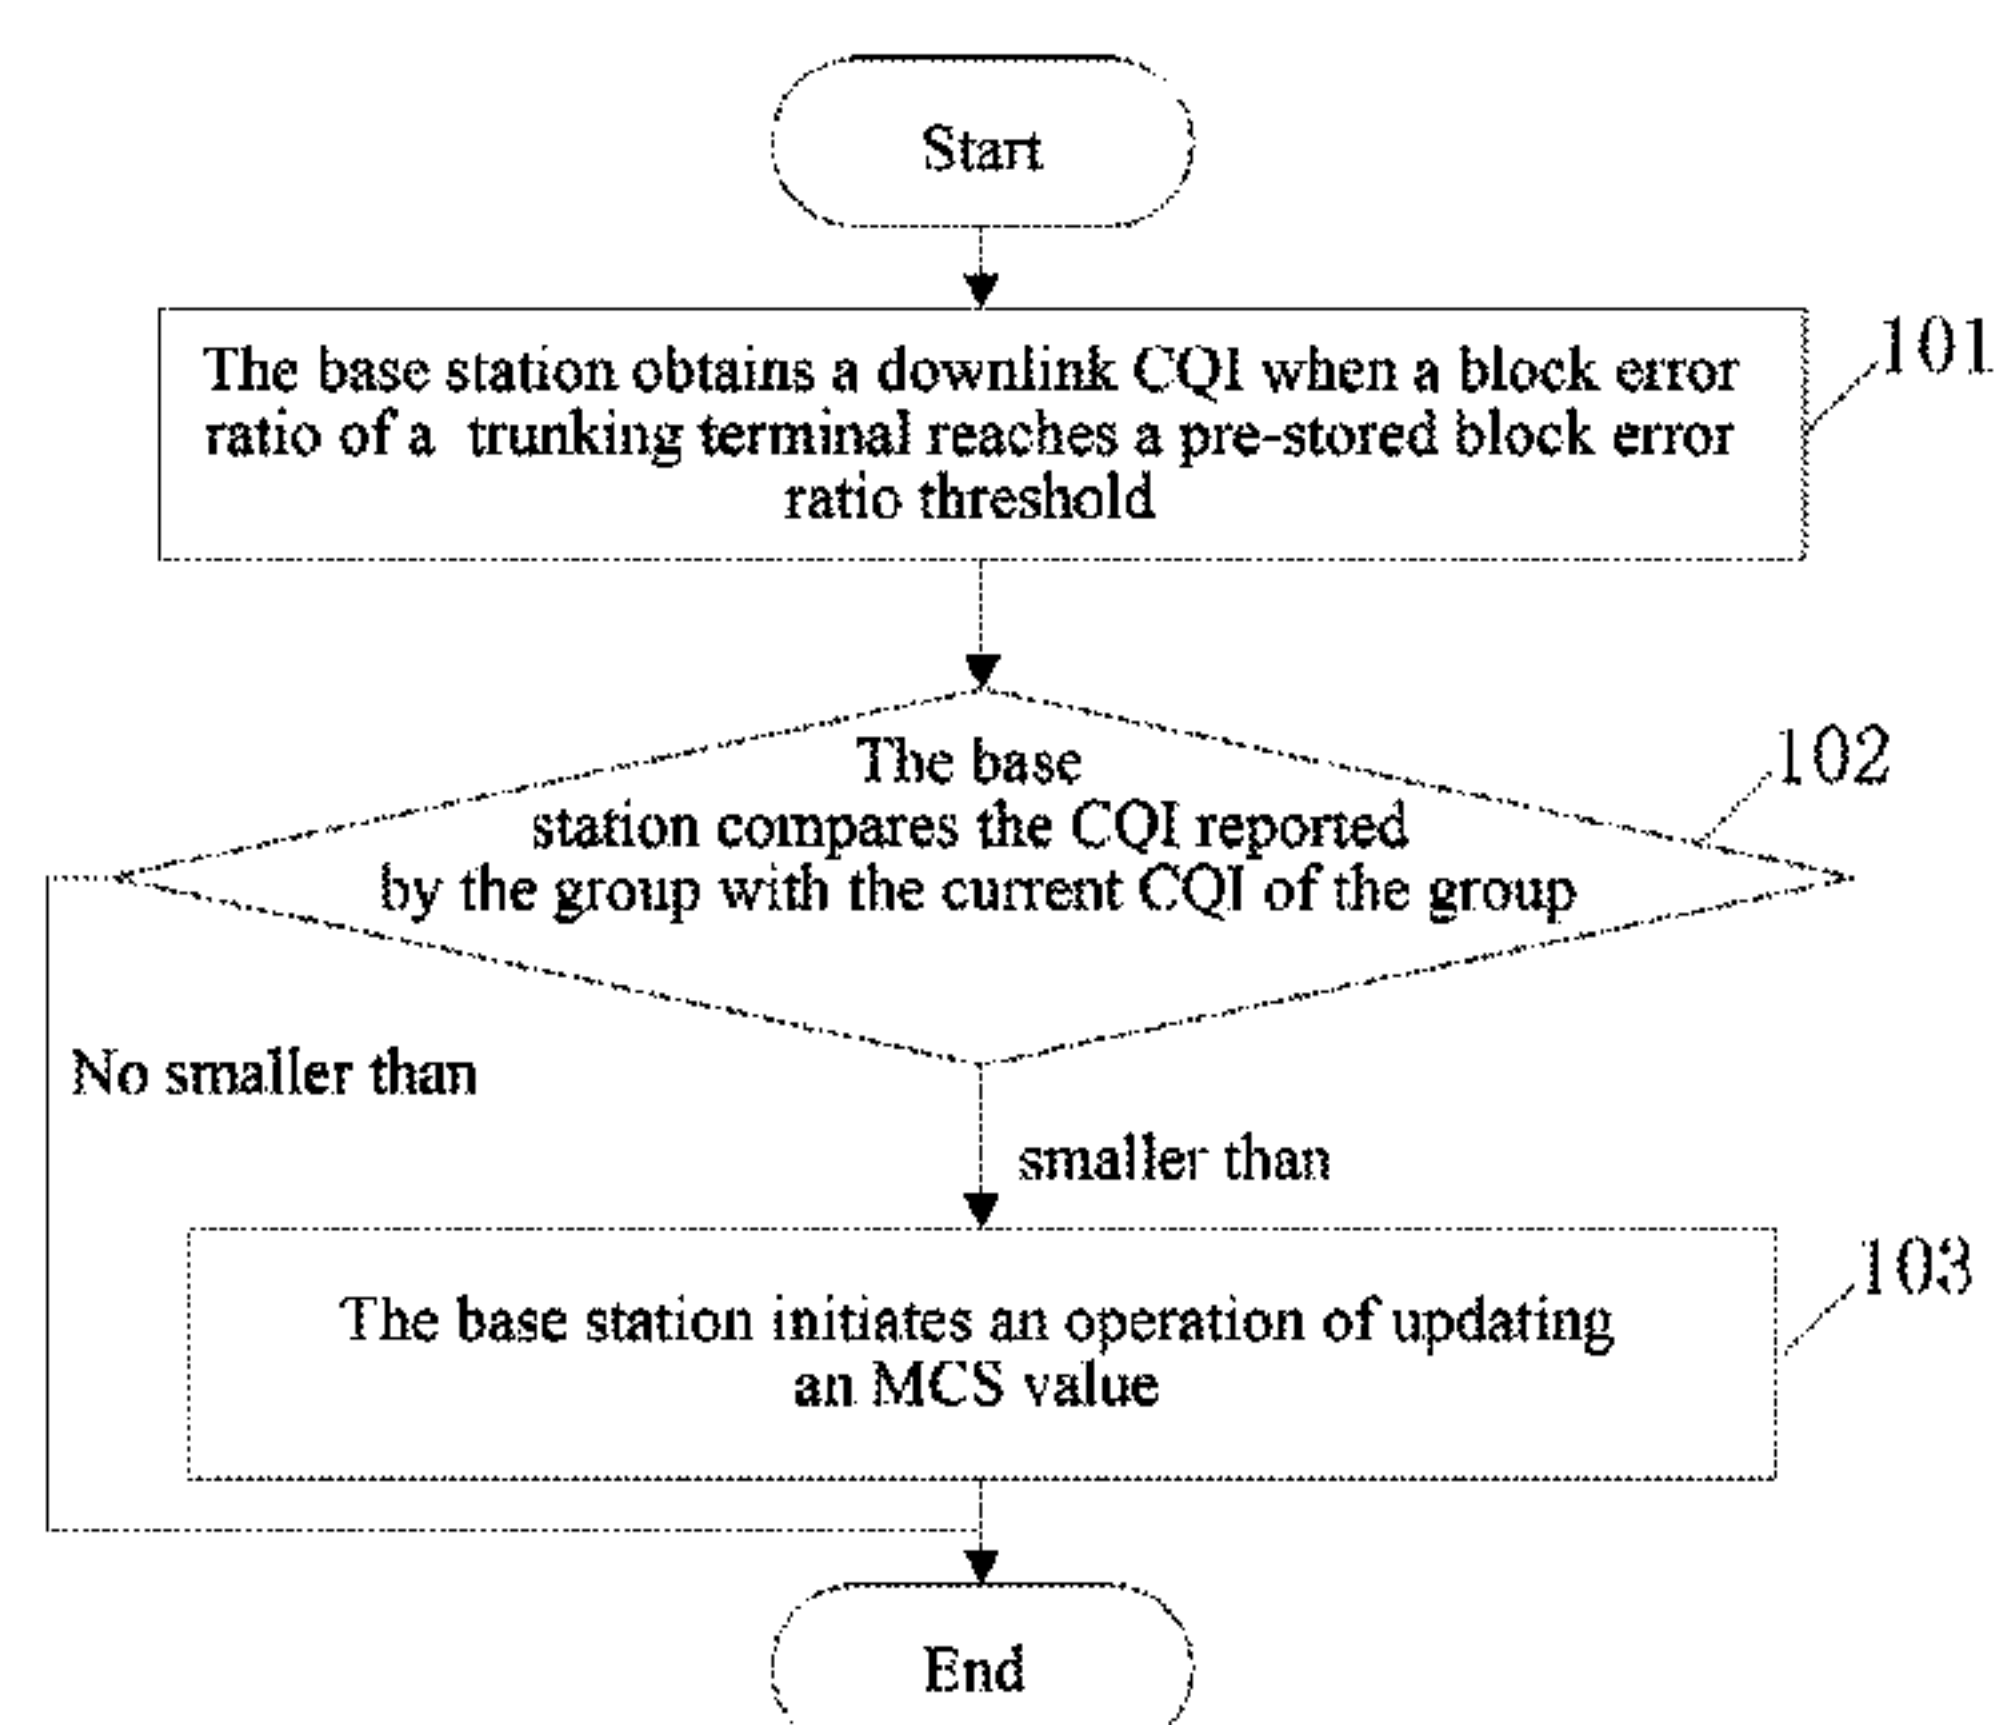 Start
The base station obtains a downlink CQI when a block error
ratio of a trunking terminal reaches a pre-stored block error
ratio threshold
101
The base
station compares the CQI reported
by the group with the current CQI of the group
102
No smaller than
smaller than
The base station initiates an operation of updating
an MCS value
103
End